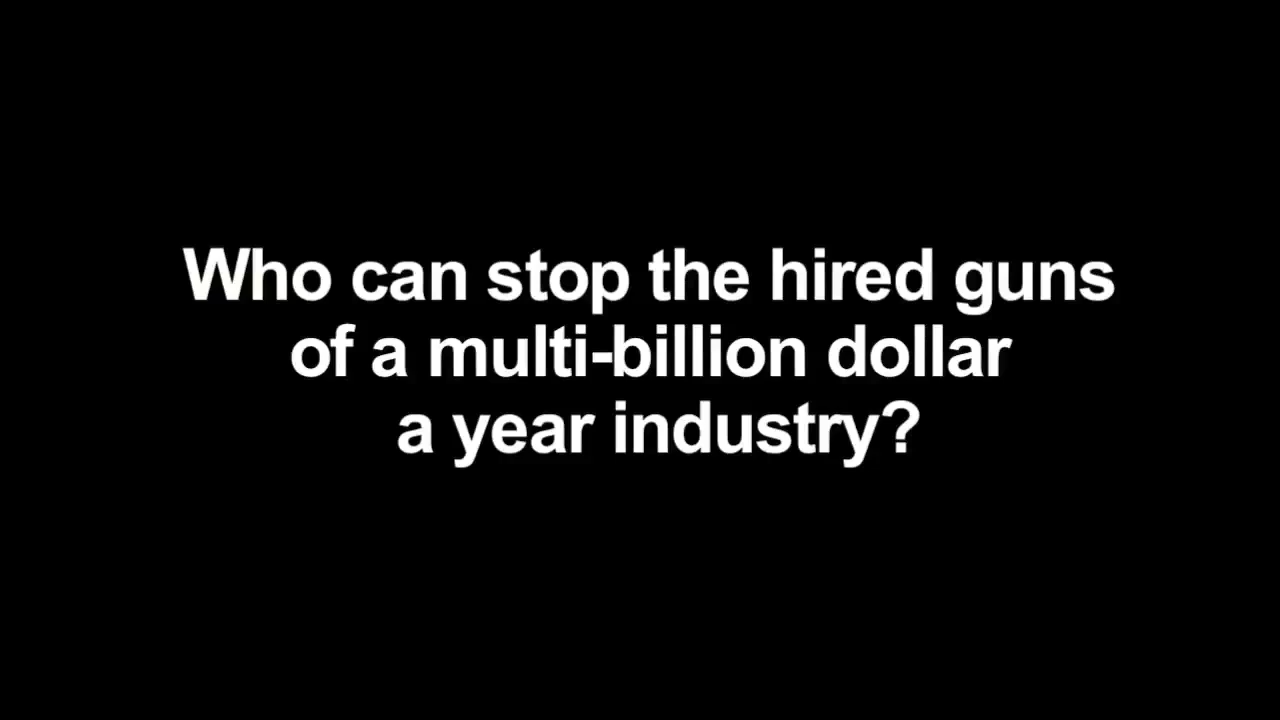 Who can stop the hired guns
of a multi-billion dollar
a year industry?